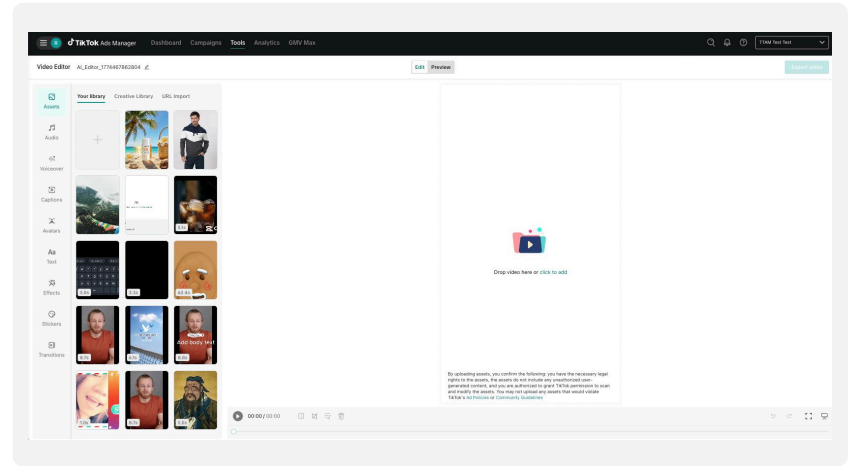 TikTok Ads Manager Dashboard Campaigns Tools Analytics GMV Max TTAM Test Test
Video Editor AI_Editor_1774467862804 Edit Preview Export video
Assets
Audio
Voiceover
Captions
Avatars
Aa
Text
Effects
Stickers
Transitions
Your library Creative Library URL Import
Add body text
Drop video here or click to add
By uploading assets, you confirm the following: you have the necessary legal
rights to the assets, the assets do not include any unauthorized user-
generated content, and you are authorized to grant TikTok permission to scan
and modify the assets. You may not upload any assets that would violate
TikTok's Ad Policies or Community Guidelines
00:00 / 00:00